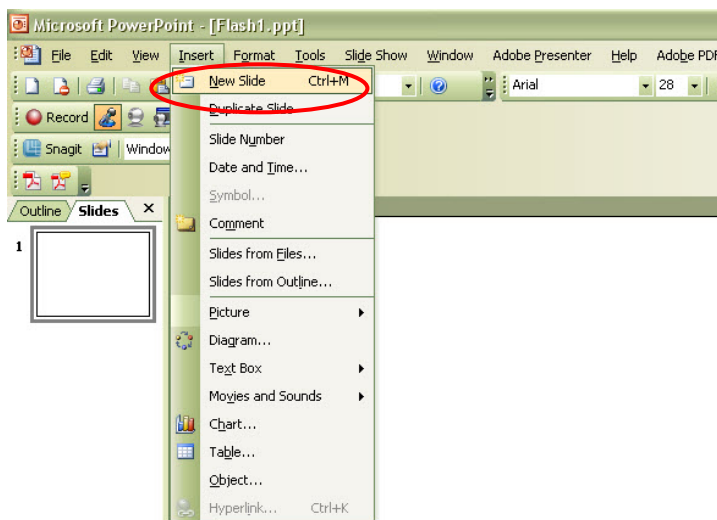 Microsoft PowerPoint - [Flash1.ppt]
File Edit View Insert Format Tools Slide Show Window Adobe Presenter Help Adobe PDF
Arial 28
Record
Snagit Window
Outline Slides ×
1
New Slide Ctrl+M
Duplicate Slide
Slide Number
Date and Time...
Symbol...
Comment
Slides from Files...
Slides from Outline...
Picture
Diagram...
Text Box
Movies and Sounds
Chart...
Table...
Object...
Hyperlink... Ctrl+K